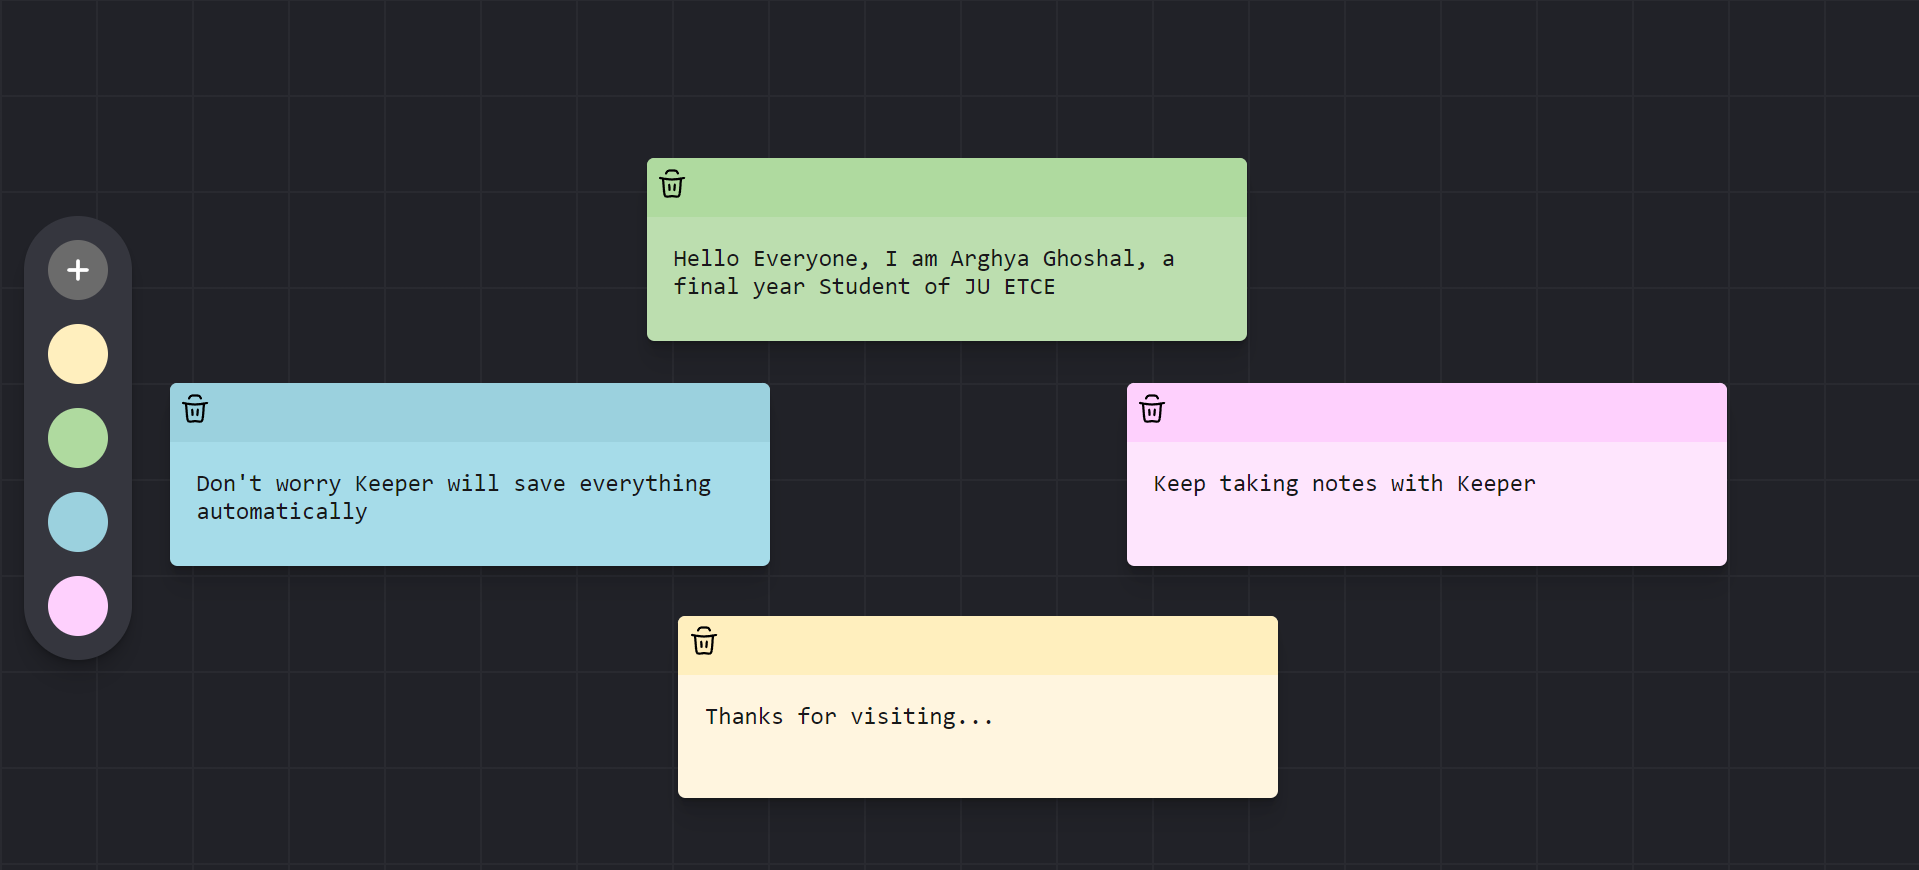 Hello Everyone, I am Arghya Ghoshal, a
final year Student of JU ETCE
Don't worry Keeper will save everything
automatically
Keep taking notes with Keeper
Thanks for visiting...